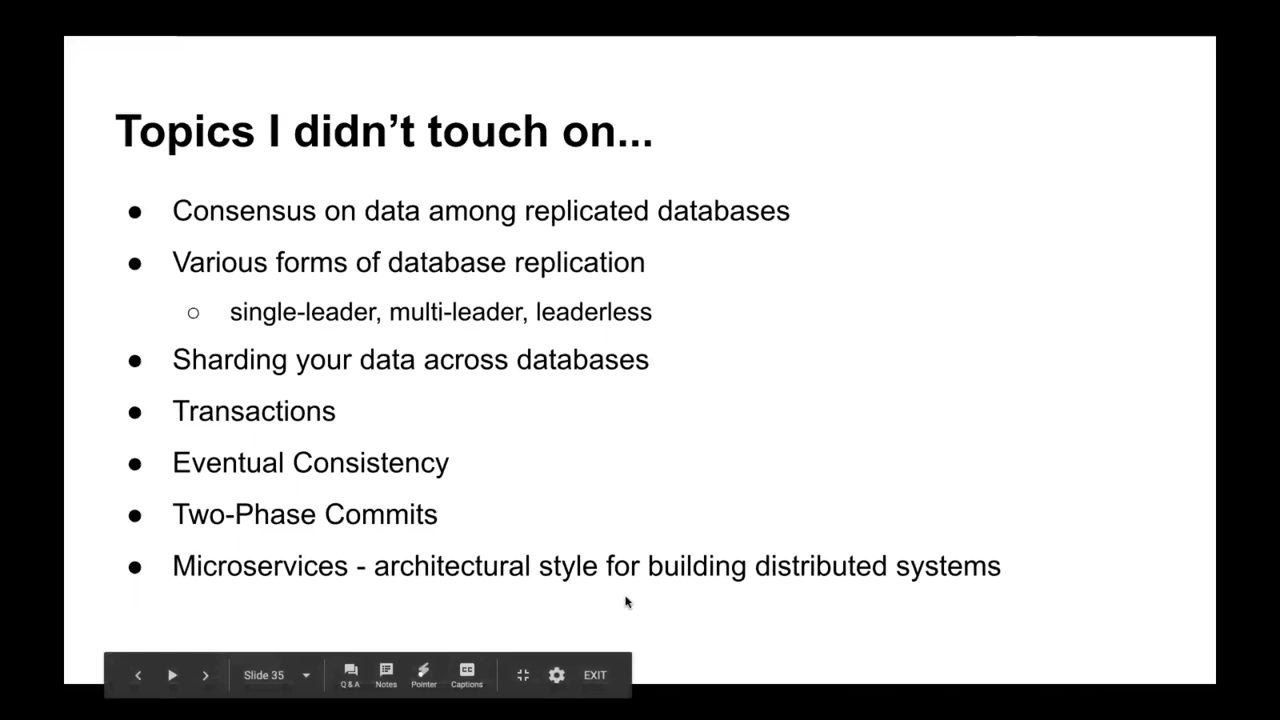 Topics I didn’t touch on...
● Consensus on data among replicated databases
● Various forms of database replication
○ single-leader, multi-leader, leaderless
● Sharding your data across databases
● Transactions
● Eventual Consistency
● Two-Phase Commits
● Microservices - architectural style for building distributed systems
Slide 35
Q & A Notes Pointer Captions
EXIT